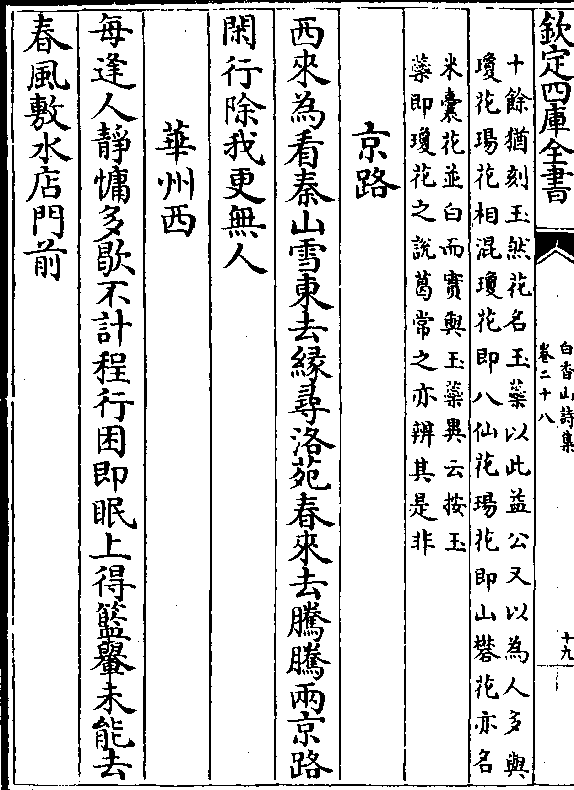 欽定四庫全書
白香山詩集
卷二十八
十九
十餘猶刻玉然花名玉蘂以此益公又以為人多與
瓊花瑒花相混瓊花即八仙花瑒花即山礬花亦名
米囊花並白而實與玉蘂異云按玉
蘂即瓊花之說葛常之亦辨其是非
京路
西來為看秦山雪東去緣尋洛苑春來去騰騰兩京路
閑行除我更無人
華州西
每逢人靜慵多歇不計程行困即眠上得籃轝未能去
春風敷水店門前